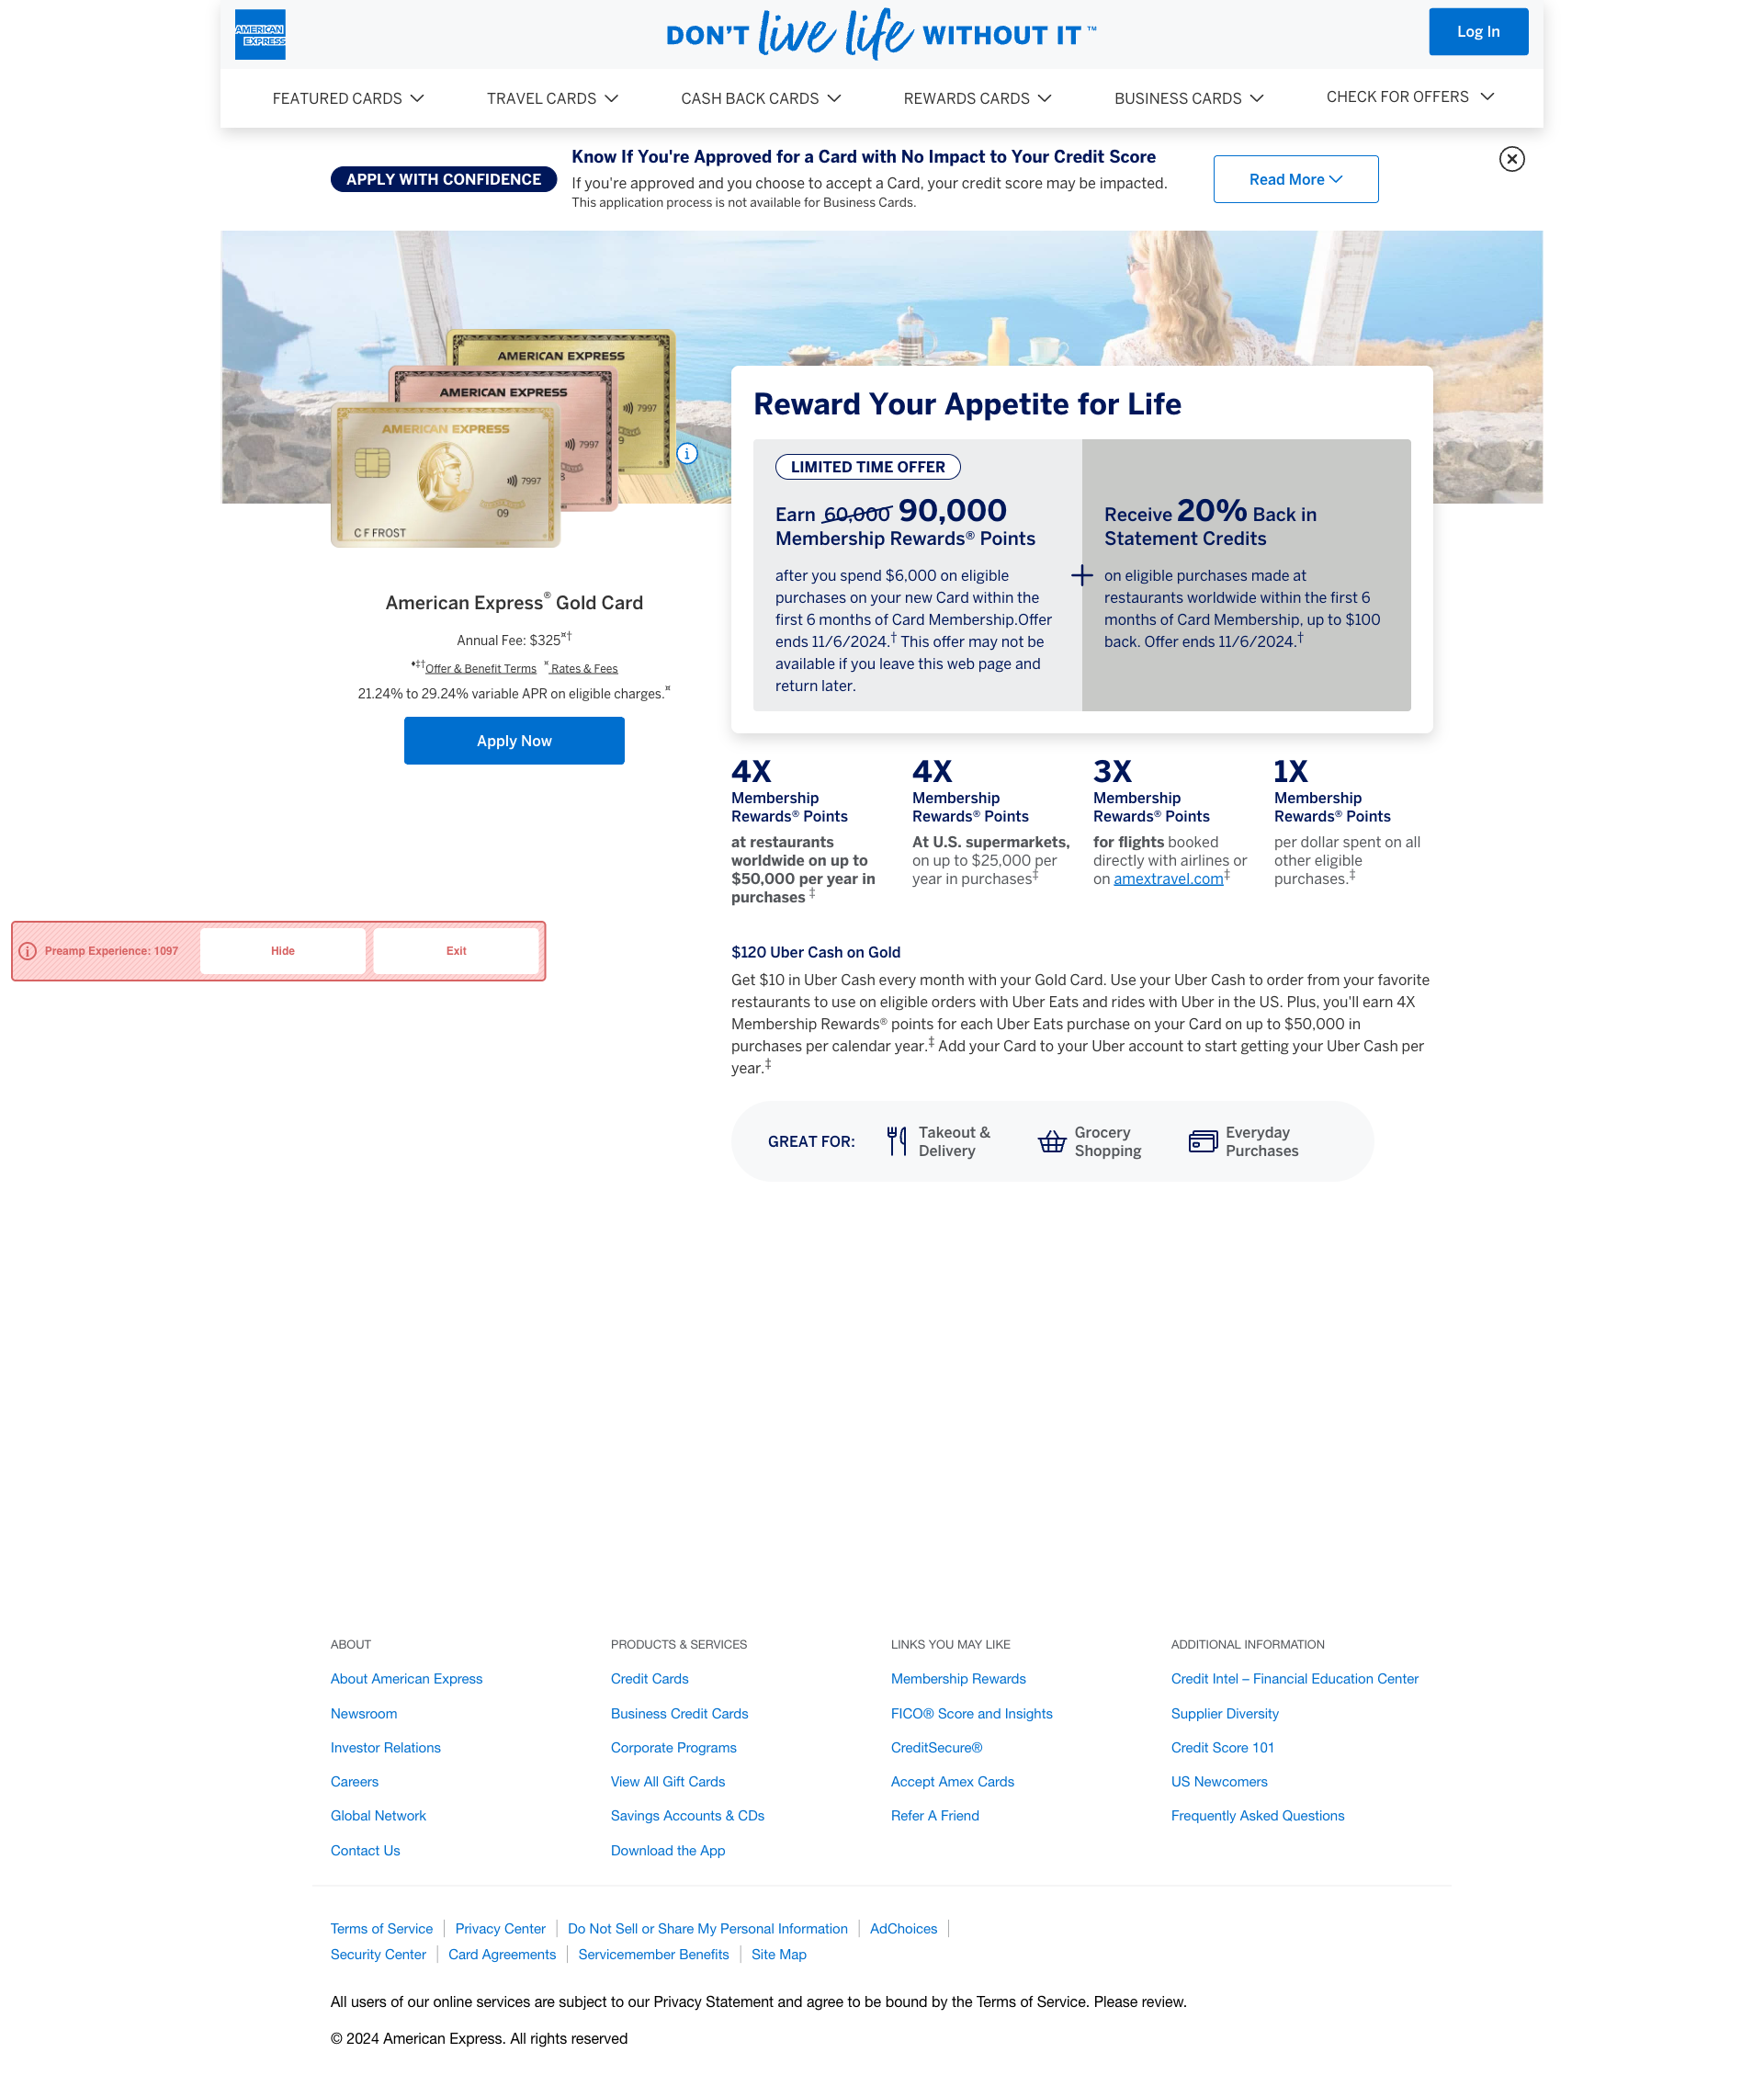 AMERICAN
EXPRESS
DON'T live life WITHOUT IT ™
Log In
FEATURED CARDS
TRAVEL CARDS
CASH BACK CARDS
REWARDS CARDS
BUSINESS CARDS
CHECK FOR OFFERS
APPLY WITH CONFIDENCE
Know If You're Approved for a Card with No Impact to Your Credit Score
If you're approved and you choose to accept a Card, your credit score may be impacted.
This application process is not available for Business Cards.
Read More
AMERICAN EXPRESS
7997
AMERICAN EXPRESS
7997
AMERICAN EXPRESS
7997
09
C F FROST
American Express® Gold Card
Annual Fee: $325¤†
♦‡†Offer & Benefit Terms ¤ Rates & Fees
21.24% to 29.24% variable APR on eligible charges.¤
Apply Now
Reward Your Appetite for Life
LIMITED TIME OFFER
Earn 60,000 90,000
Membership Rewards® Points
after you spend $6,000 on eligible
purchases on your new Card within the
first 6 months of Card Membership.Offer
ends 11/6/2024.† This offer may not be
available if you leave this web page and
return later.
Receive 20% Back in
Statement Credits
on eligible purchases made at
restaurants worldwide within the first 6
months of Card Membership, up to $100
back. Offer ends 11/6/2024.†
4X
Membership
Rewards® Points
at restaurants
worldwide on up to
$50,000 per year in
purchases ‡
4X
Membership
Rewards® Points
At U.S. supermarkets,
on up to $25,000 per
year in purchases‡
3X
Membership
Rewards® Points
for flights booked
directly with airlines or
on amextravel.com‡
1X
Membership
Rewards® Points
per dollar spent on all
other eligible
purchases.‡
Preamp Experience: 1097
Hide
Exit
$120 Uber Cash on Gold
Get $10 in Uber Cash every month with your Gold Card. Use your Uber Cash to order from your favorite
restaurants to use on eligible orders with Uber Eats and rides with Uber in the US. Plus, you'll earn 4X
Membership Rewards® points for each Uber Eats purchase on your Card on up to $50,000 in
purchases per calendar year.‡ Add your Card to your Uber account to start getting your Uber Cash per
year.‡
GREAT FOR:
Takeout &
Delivery
Grocery
Shopping
Everyday
Purchases
ABOUT
About American Express
Newsroom
Investor Relations
Careers
Global Network
Contact Us
PRODUCTS & SERVICES
Credit Cards
Business Credit Cards
Corporate Programs
View All Gift Cards
Savings Accounts & CDs
Download the App
LINKS YOU MAY LIKE
Membership Rewards
FICO® Score and Insights
CreditSecure®
Accept Amex Cards
Refer A Friend
ADDITIONAL INFORMATION
Credit Intel – Financial Education Center
Supplier Diversity
Credit Score 101
US Newcomers
Frequently Asked Questions
Terms of Service
Privacy Center
Do Not Sell or Share My Personal Information
AdChoices
Security Center
Card Agreements
Servicemember Benefits
Site Map
All users of our online services are subject to our Privacy Statement and agree to be bound by the Terms of Service. Please review.
© 2024 American Express. All rights reserved